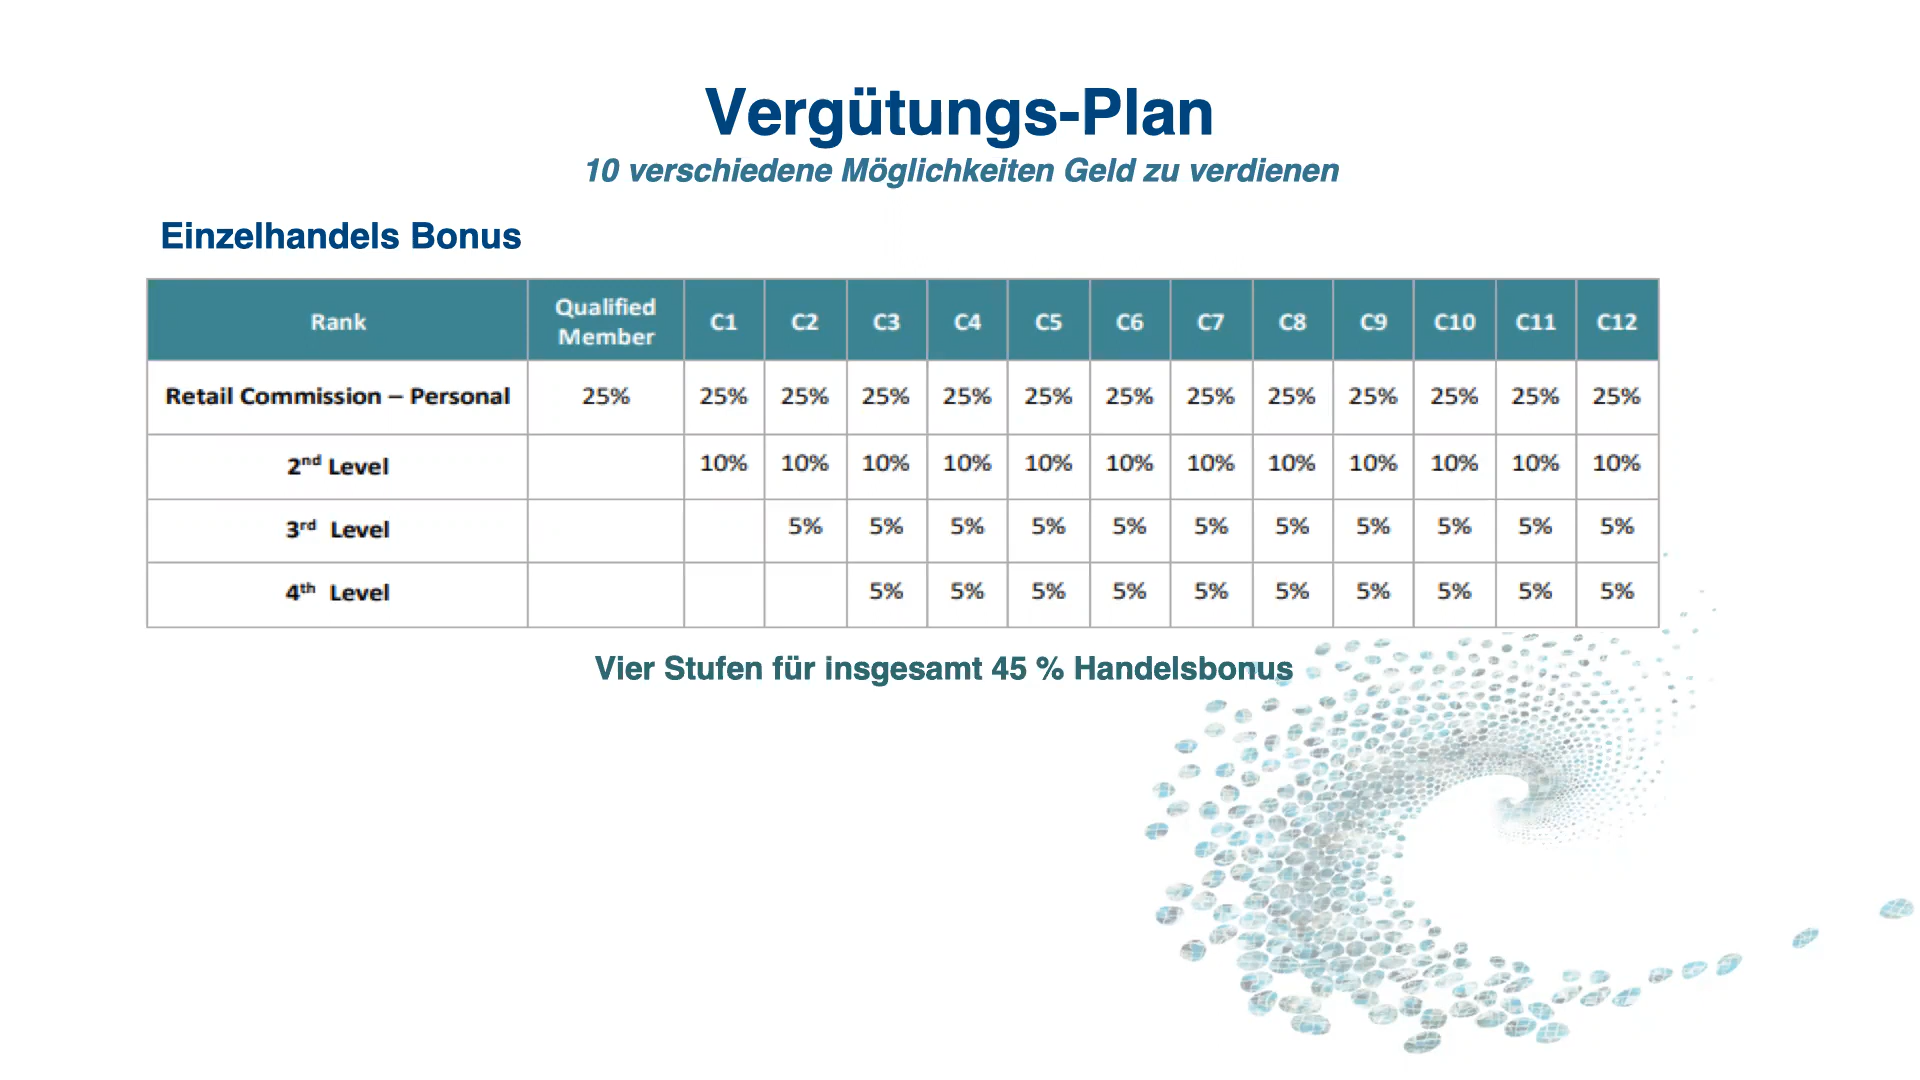 Vergütungs-Plan
10 verschiedene Möglichkeiten Geld zu verdienen
Einzelhandels Bonus
Rank Qualified Member C1 C2 C3 C4 C5 C6 C7 C8 C9 C10 C11 C12
Retail Commission – Personal 25% 25% 25% 25% 25% 25% 25% 25% 25% 25% 25% 25% 25%
2nd Level 10% 10% 10% 10% 10% 10% 10% 10% 10% 10% 10% 10%
3rd Level 5% 5% 5% 5% 5% 5% 5% 5% 5% 5% 5%
4th Level 5% 5% 5% 5% 5% 5% 5% 5% 5% 5%
Vier Stufen für insgesamt 45 % Handelsbonus